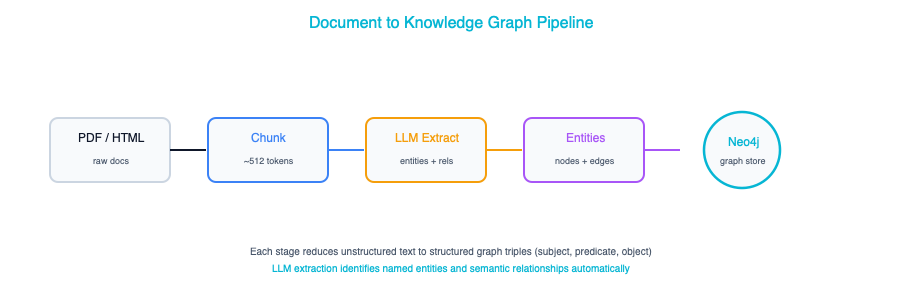 Document to Knowledge Graph Pipeline
PDF / HTML
raw docs
Chunk
~512 tokens
LLM Extract
entities + rels
Entities
nodes + edges
Neo4j
graph store
Each stage reduces unstructured text to structured graph triples (subject, predicate, object)
LLM extraction identifies named entities and semantic relationships automatically